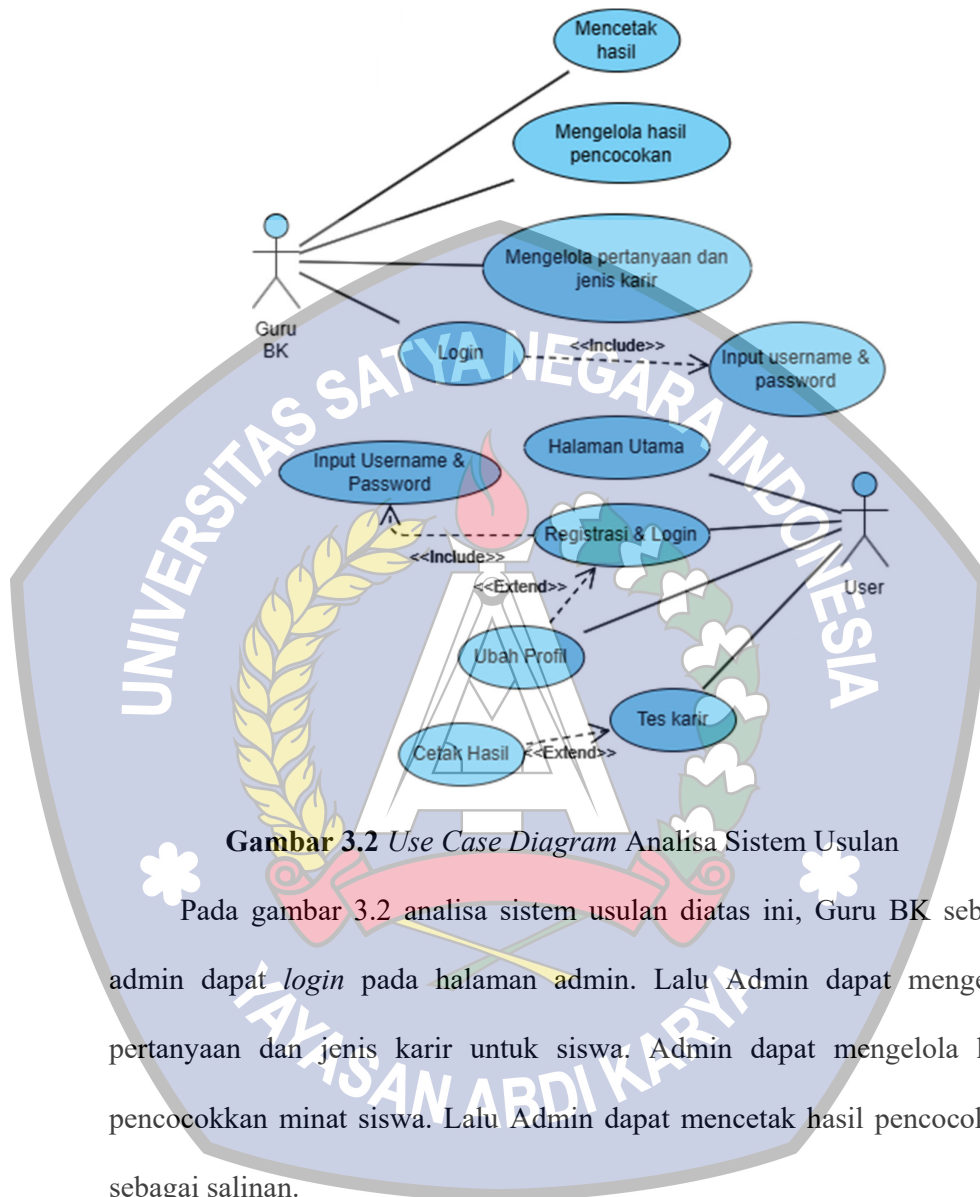 Mencetak
hasil
Mengelola hasil
pencocokan
Mengelola pertanyaan dan
jenis karir
Guru
BK
Login
<<Include>>
Input username &
password
Halaman Utama
Input Username &
Password
Registrasi & Login
<<Include>>
<<Extend>>
User
Ubah Profil
Tes karir
Cetak Hasil
<<Extend>>
UNIVERSITAS SATYA NEGARA INDONESIA
YAYASAN ABDI KARYA
Gambar 3.2 Use Case Diagram Analisa Sistem Usulan
Pada gambar 3.2 analisa sistem usulan diatas ini, Guru BK seb
admin dapat login pada halaman admin. Lalu Admin dapat menge
pertanyaan dan jenis karir untuk siswa. Admin dapat mengelola
pencocokkan minat siswa. Lalu Admin dapat mencetak hasil pencoco
sebagai salinan.